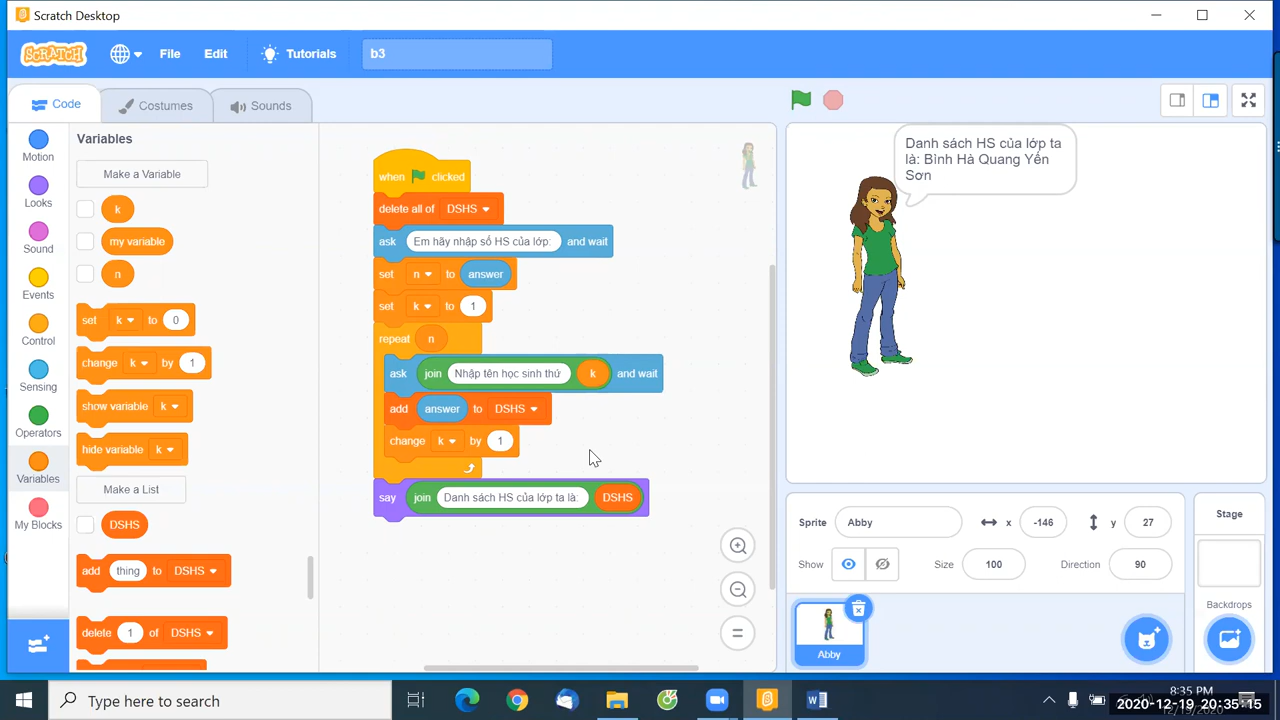 Scratch Desktop
SCRATCH
File
Edit
Tutorials
b3
Code
Costumes
Sounds
Motion
Looks
Sound
Events
Control
Sensing
Operators
Variables
My Blocks
Variables
Make a Variable
k
my variable
n
set k to 0
change k by 1
show variable k
hide variable k
Make a List
DSHS
add thing to DSHS
delete 1 of DSHS
when clicked
delete all of DSHS
ask Em hãy nhập số HS của lớp: and wait
set n to answer
set k to 1
repeat n
ask join Nhập tên học sinh thứ k and wait
add answer to DSHS
change k by 1
say join Danh sách HS của lớp ta là: DSHS
Danh sách HS của lớp ta
là: Bình Hà Quang Yến
Sơn
Sprite Abby x -146 y 27
Show Size 100 Direction 90
Abby
Stage
Backdrops
Type here to search
8:35 PM
2020-12-19 20:35:15